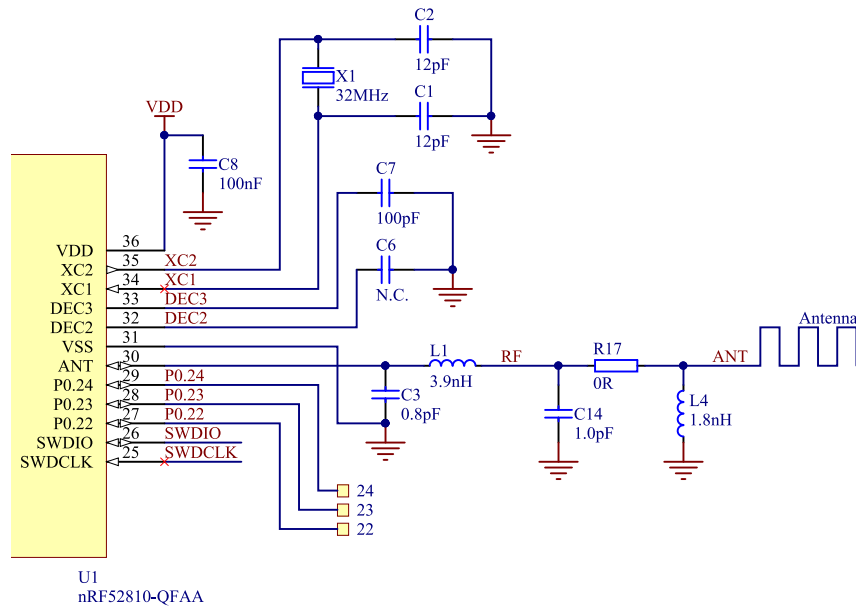 C2
12pF
X1
32MHz
C1
12pF
VDD
C8
100nF
C7
100pF
C6
N.C.
VDD 36
XC2 35 XC2
XC1 34 XC1
DEC3 33 DEC3
DEC2 32 DEC2
VSS 31
ANT 30
P0.24 29 P0.24
P0.23 28 P0.23
P0.22 27 P0.22
SWDIO 26 SWDIO
SWDCLK 25 SWDCLK
L1
3.9nH
RF
R17
0R
ANT
Antenna
C3
0.8pF
C14
1.0pF
L4
1.8nH
24
23
22
U1
nRF52810-QFAA